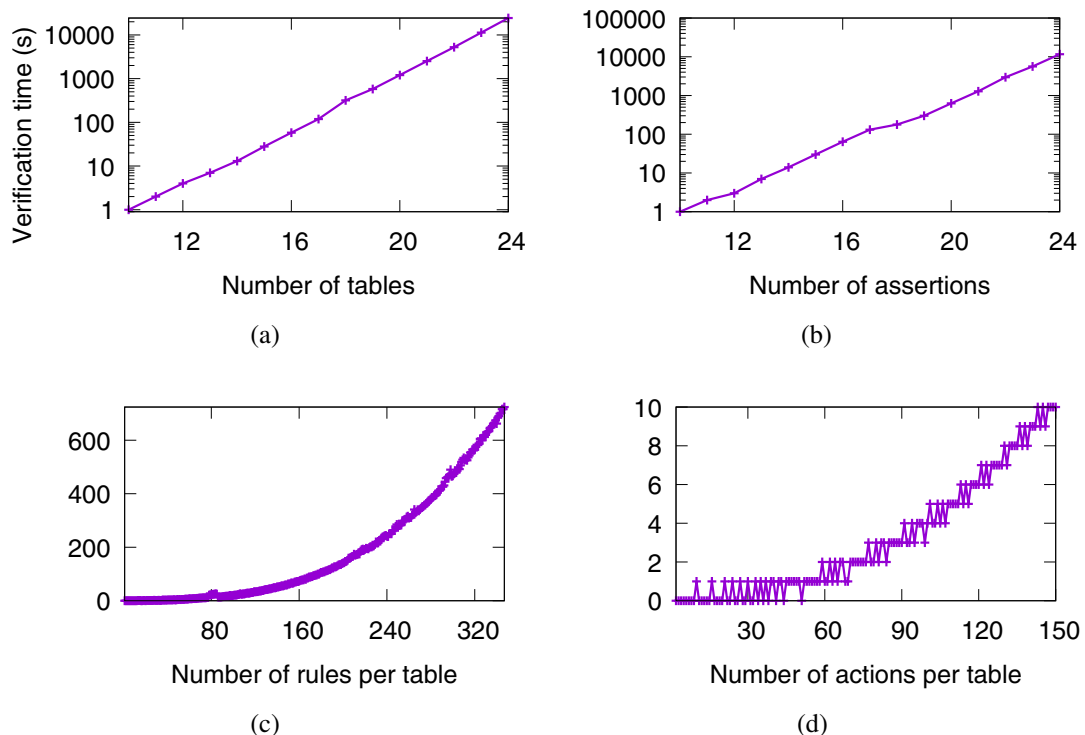 Verification time (s)
10000
1000
100
10
1
12 16 20 24
Number of tables
(a)
100000
10000
1000
100
10
1
12 16 20 24
Number of assertions
(b)
600
400
200
0
80 160 240 320
Number of rules per table
(c)
10
8
6
4
2
0
30 60 90 120 150
Number of actions per table
(d)